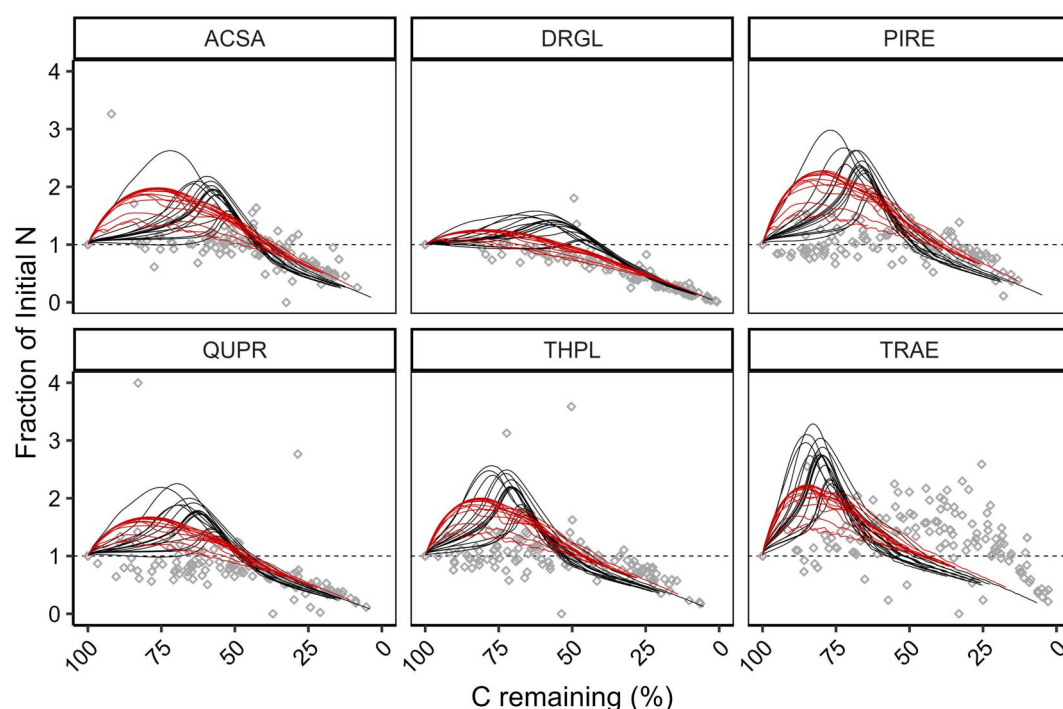 ACSA DRGL PIRE
4
3
2
1
0
QUPR THPL TRAE
4
3
2
1
0
100 75 50 25 0 100 75 50 25 0 100 75 50 25 0
Fraction of Initial N
C remaining (%)